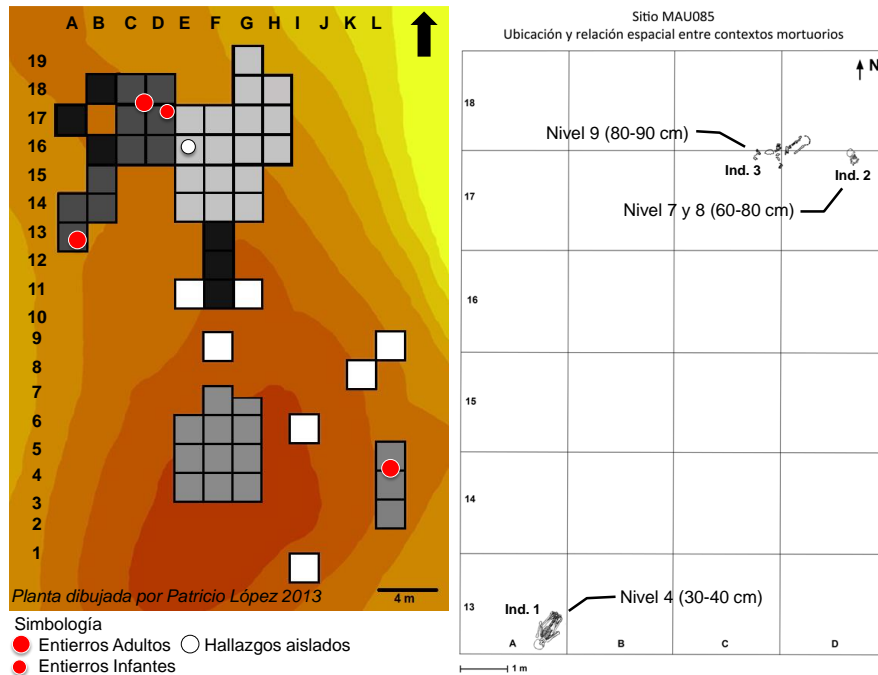 A B C D E F G H I J K L
19
18
17
16
15
14
13
12
11
10
9
8
7
6
5
4
3
2
1
Planta dibujada por Patricio López 2013
4 m
Simbología
Entierros Adultos
Hallazgos aislados
Entierros Infantes
Sitio MAU085
Ubicación y relación espacial entre contextos mortuorios
N
18
Nivel 9 (80-90 cm)
Ind. 3
Ind. 2
17
Nivel 7 y 8 (60-80 cm)
16
15
14
13
Ind. 1
Nivel 4 (30-40 cm)
A B C D
1 m